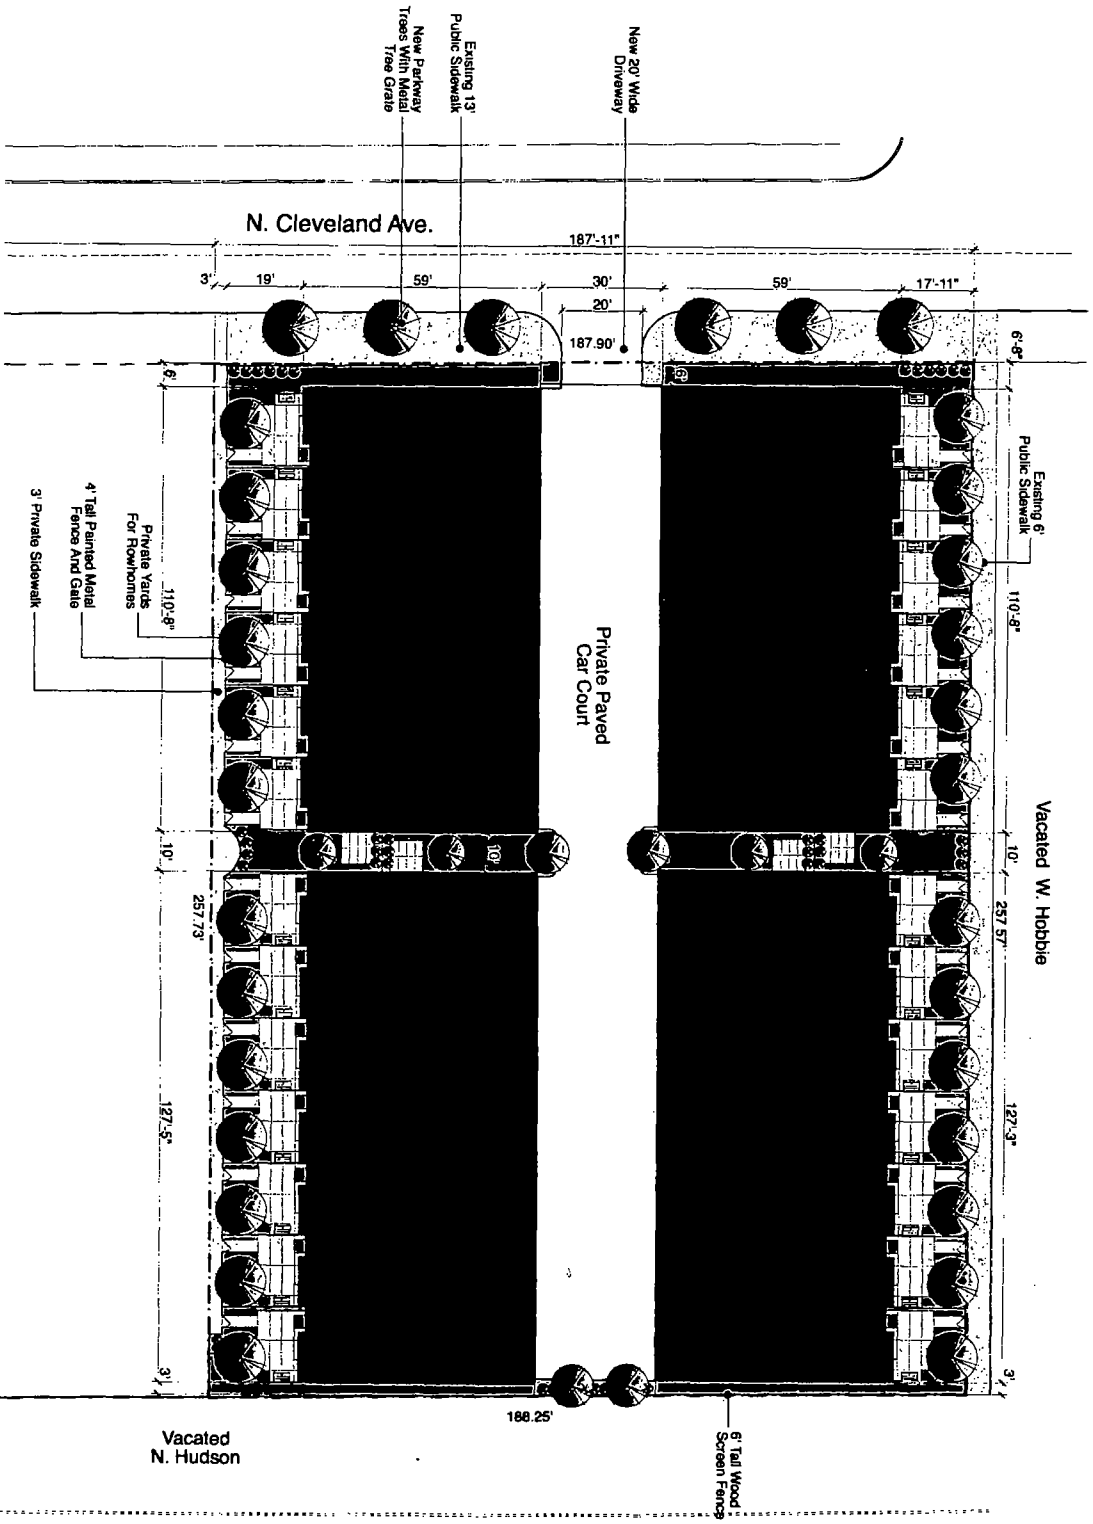 New 20' Wide
Driveway
Existing 13'
Public Sidewalk
New Parkway
Trees With Metal
Tree Grate
N. Cleveland Ave.
187'-11"
3'
19'
59'
30'
59'
17'-11"
20'
187.90'
6'-8"
6'
6'
Existing 6'
Public Sidewalk
Private Yards
For Rowhomes
4' Tall Painted Metal
Fence And Gate
3' Private Sidewalk
110'-8"
110'-8"
Private Paved
Car Court
Vacated W. Hobbie
10'
10'
10'
257.73'
257.57'
127'-5"
127'-3"
3'
3'
188.25'
6' Tall Wood
Screen Fence
Vacated
N. Hudson